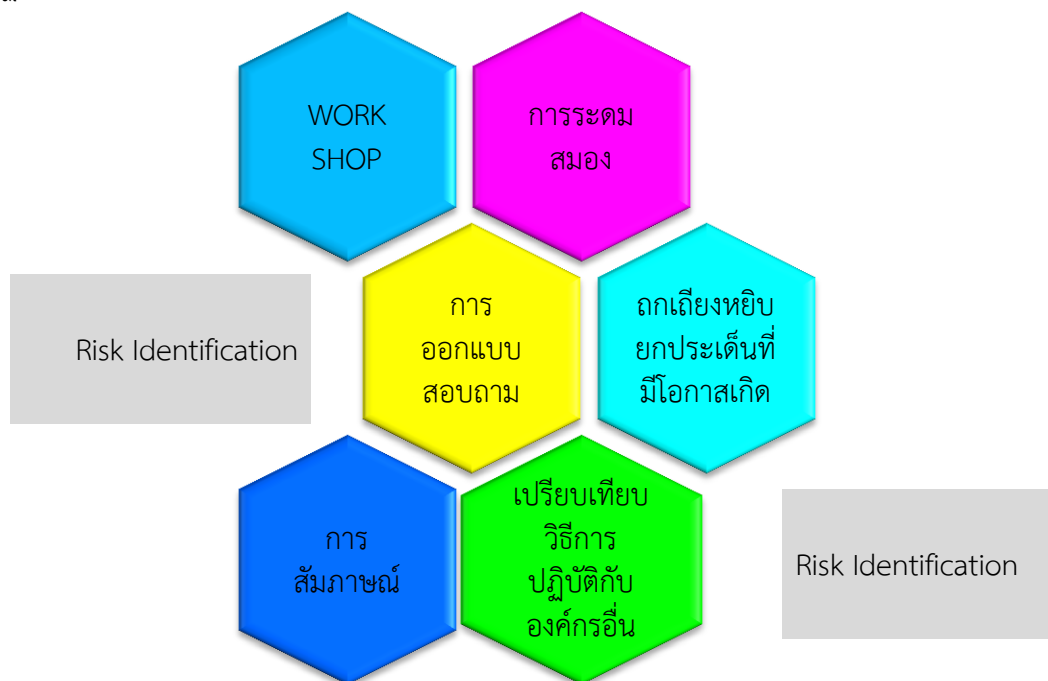 WORK
SHOP
การระดม
สมอง
Risk Identification
การ
ออกแบบ
สอบถาม
ถกเถียงหยิบ
ยกประเด็นที่
มีโอกาสเกิด
การ
สัมภาษณ์
เปรียบเทียบ
วิธีการ
ปฏิบัติกับ
องค์กรอื่น
Risk Identification